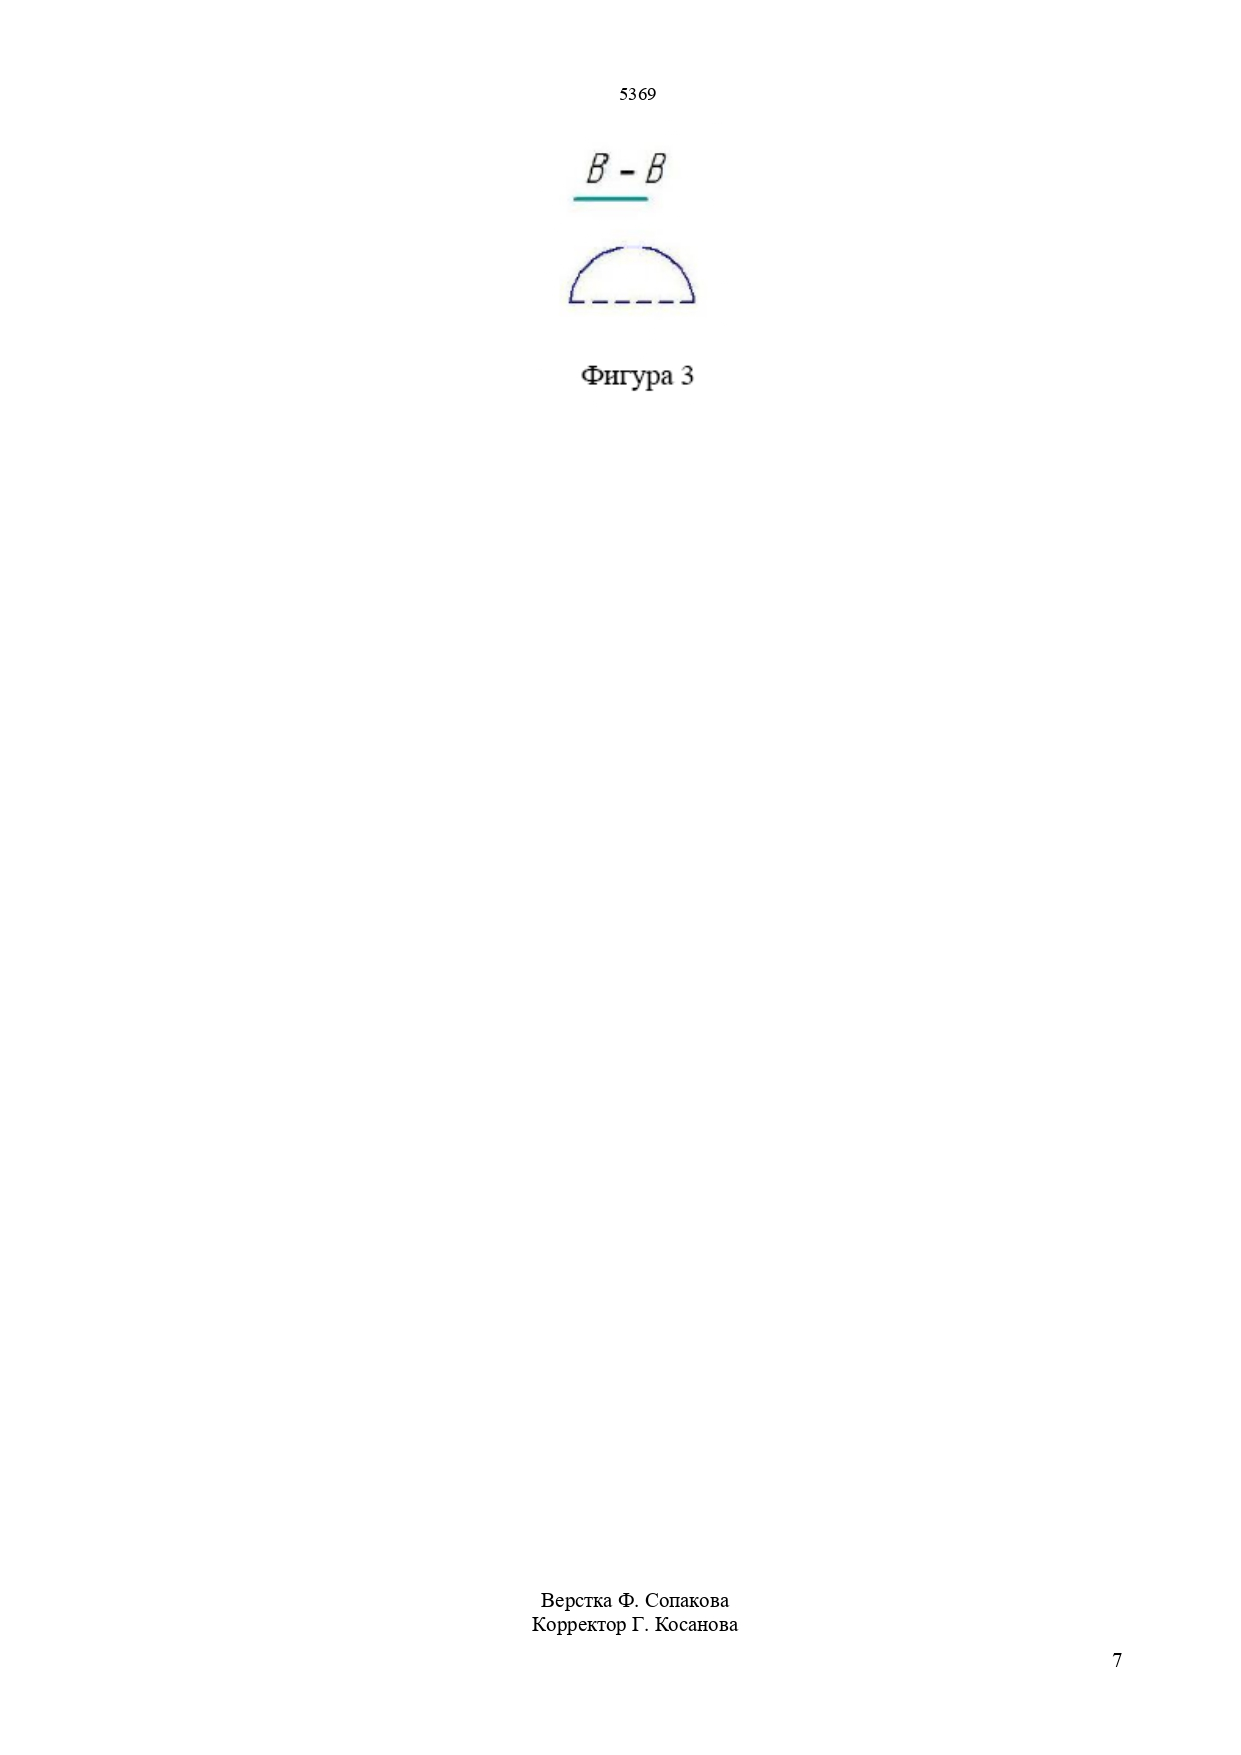 5369
В - В
Фигура 3
Верстка Ф. Сопакова
Корректор Г. Косанова
7